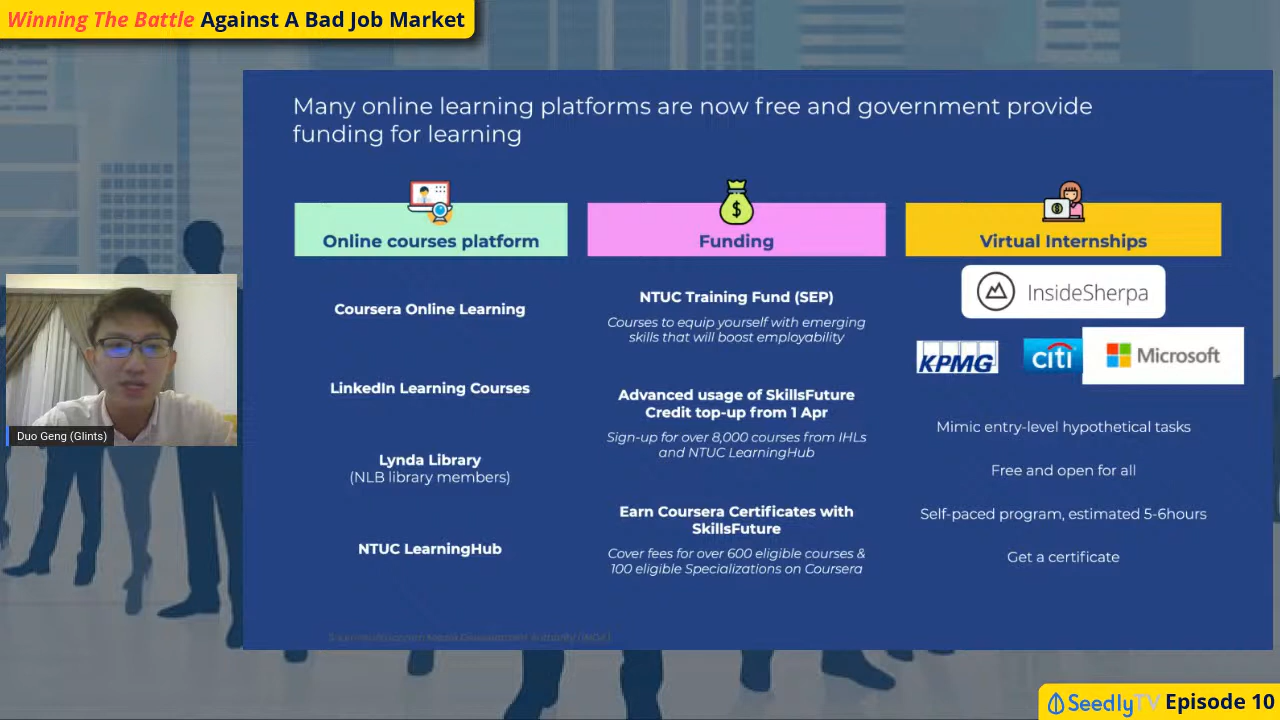 Winning The Battle Against A Bad Job Market
Many online learning platforms are now free and government provide
funding for learning
Online courses platform
Coursera Online Learning
LinkedIn Learning Courses
Lynda Library
(NLB library members)
NTUC LearningHub
Funding
NTUC Training Fund (SEP)
Courses to equip yourself with emerging
skills that will boost employability
Advanced usage of SkillsFuture
Credit top-up from 1 Apr
Sign-up for over 8,000 courses from IHLs
and NTUC LearningHub
Earn Coursera Certificates with
SkillsFuture
Cover fees for over 600 eligible courses &
100 eligible Specializations on Coursera
Virtual Internships
InsideSherpa
KPMG
citi
Microsoft
Mimic entry-level hypothetical tasks
Free and open for all
Self-paced program, estimated 5-6hours
Get a certificate
Duo Geng (Glints)
SeedlyTV Episode 10